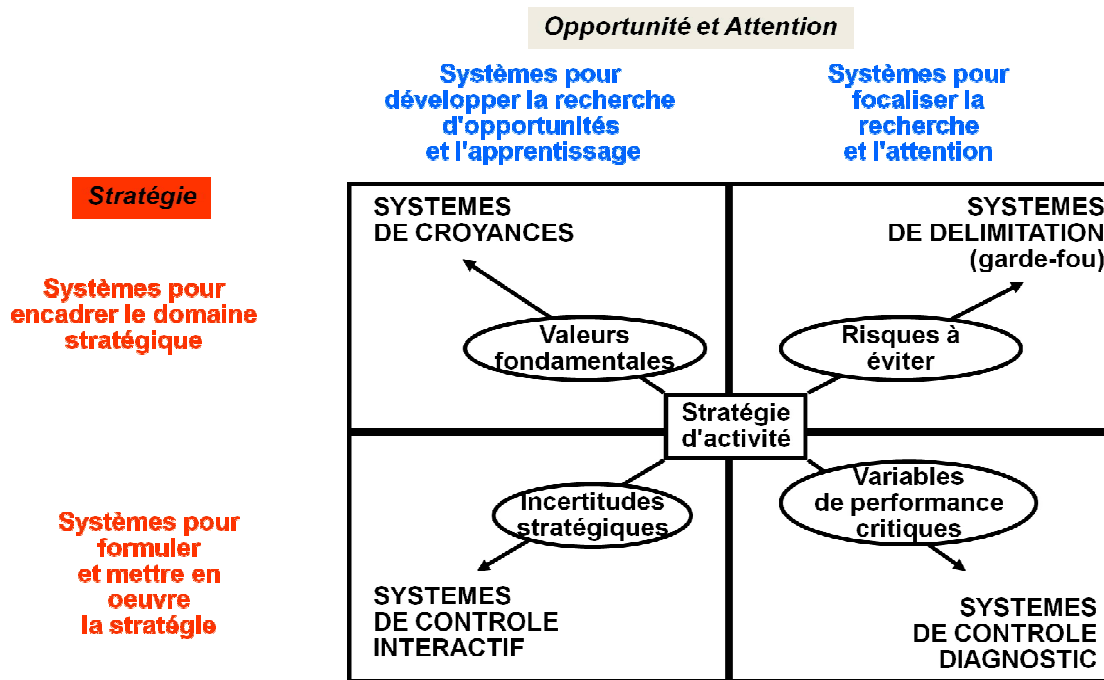 Opportunité et Attention
Systèmes pour
développer la recherche
d'opportunités
et l'apprentissage
Systèmes pour
focaliser la
recherche
et l'attention
Stratégie
Systèmes pour
encadrer le domaine
stratégique
SYSTEMES
DE CROYANCES
SYSTEMES
DE DELIMITATION
(garde-fou)
Valeurs
fondamentales
Risques à
éviter
Stratégie
d'activité
Systèmes pour
formuler
et mettre en
oeuvre
la stratégle
Incertitudes
stratégiques
Variables
de performance
critiques
SYSTEMES
DE CONTROLE
INTERACTIF
SYSTEMES
DE CONTROLE
DIAGNOSTIC